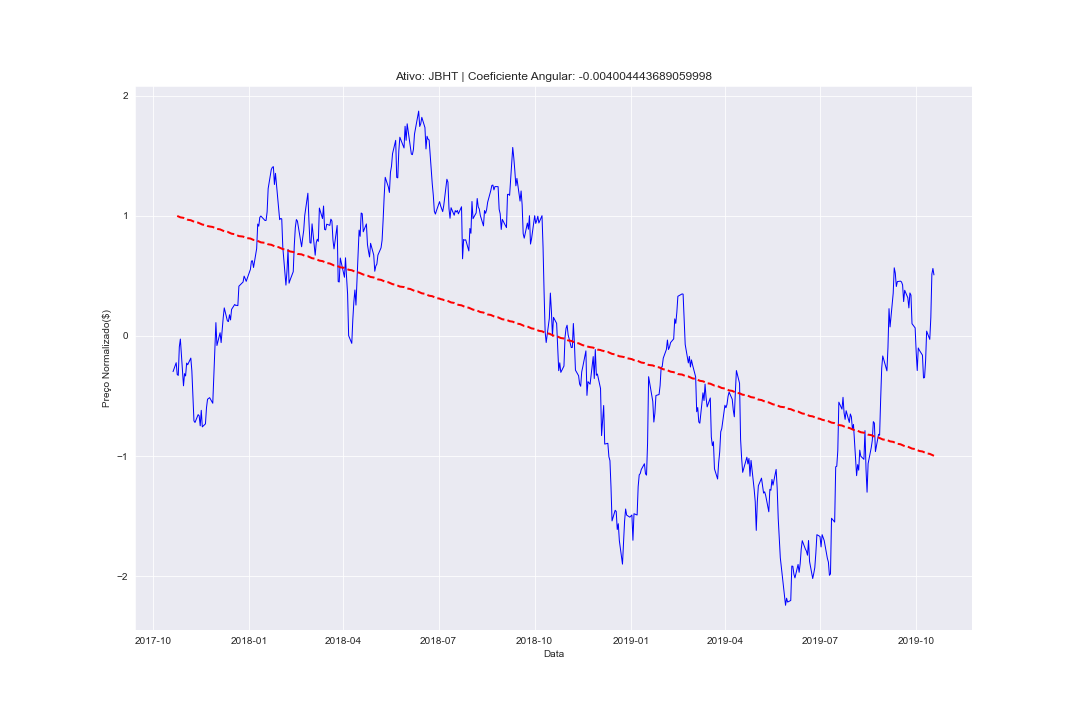 Ativo: JBHT | Coeficiente Angular: -0.004004443689059998
2
1
0
−1
−2
Preço Normalizado($)
2017-10 2018-01 2018-04 2018-07 2018-10 2019-01 2019-04 2019-07 2019-10
Data